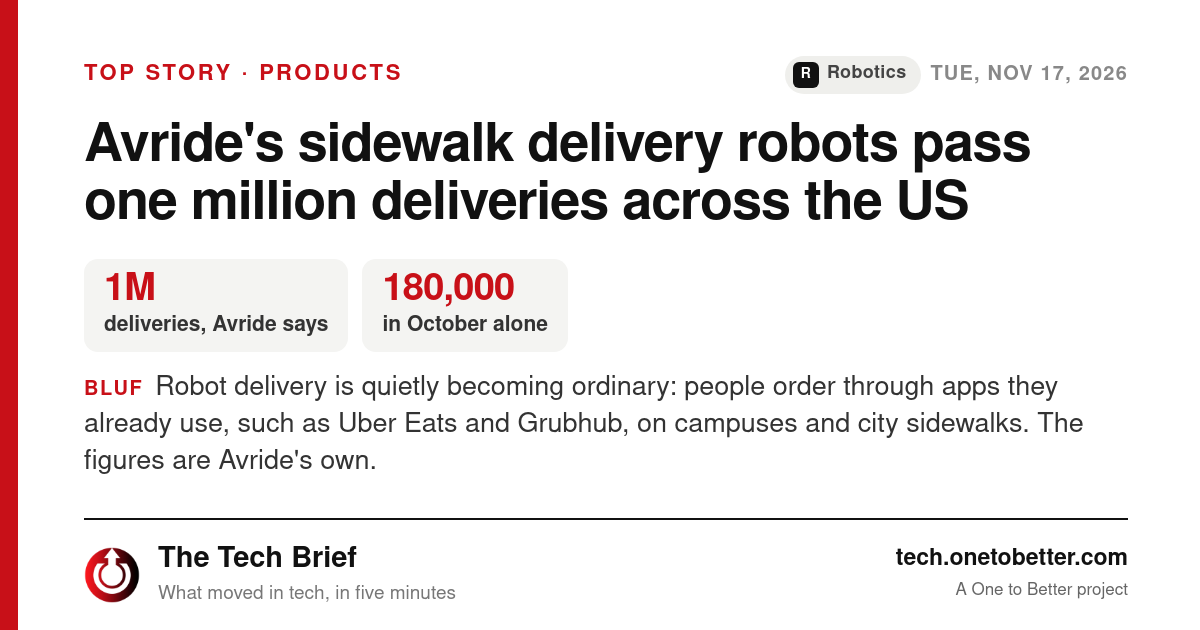 TOP STORY · PRODUCTS
R Robotics TUE, NOV 17, 2026
Avride's sidewalk delivery robots pass
one million deliveries across the US
1M
deliveries, Avride says
180,000
in October alone
BLUF Robot delivery is quietly becoming ordinary: people order through apps they
already use, such as Uber Eats and Grubhub, on campuses and city sidewalks. The
figures are Avride's own.
The Tech Brief
What moved in tech, in five minutes
tech.onetobetter.com
A One to Better project